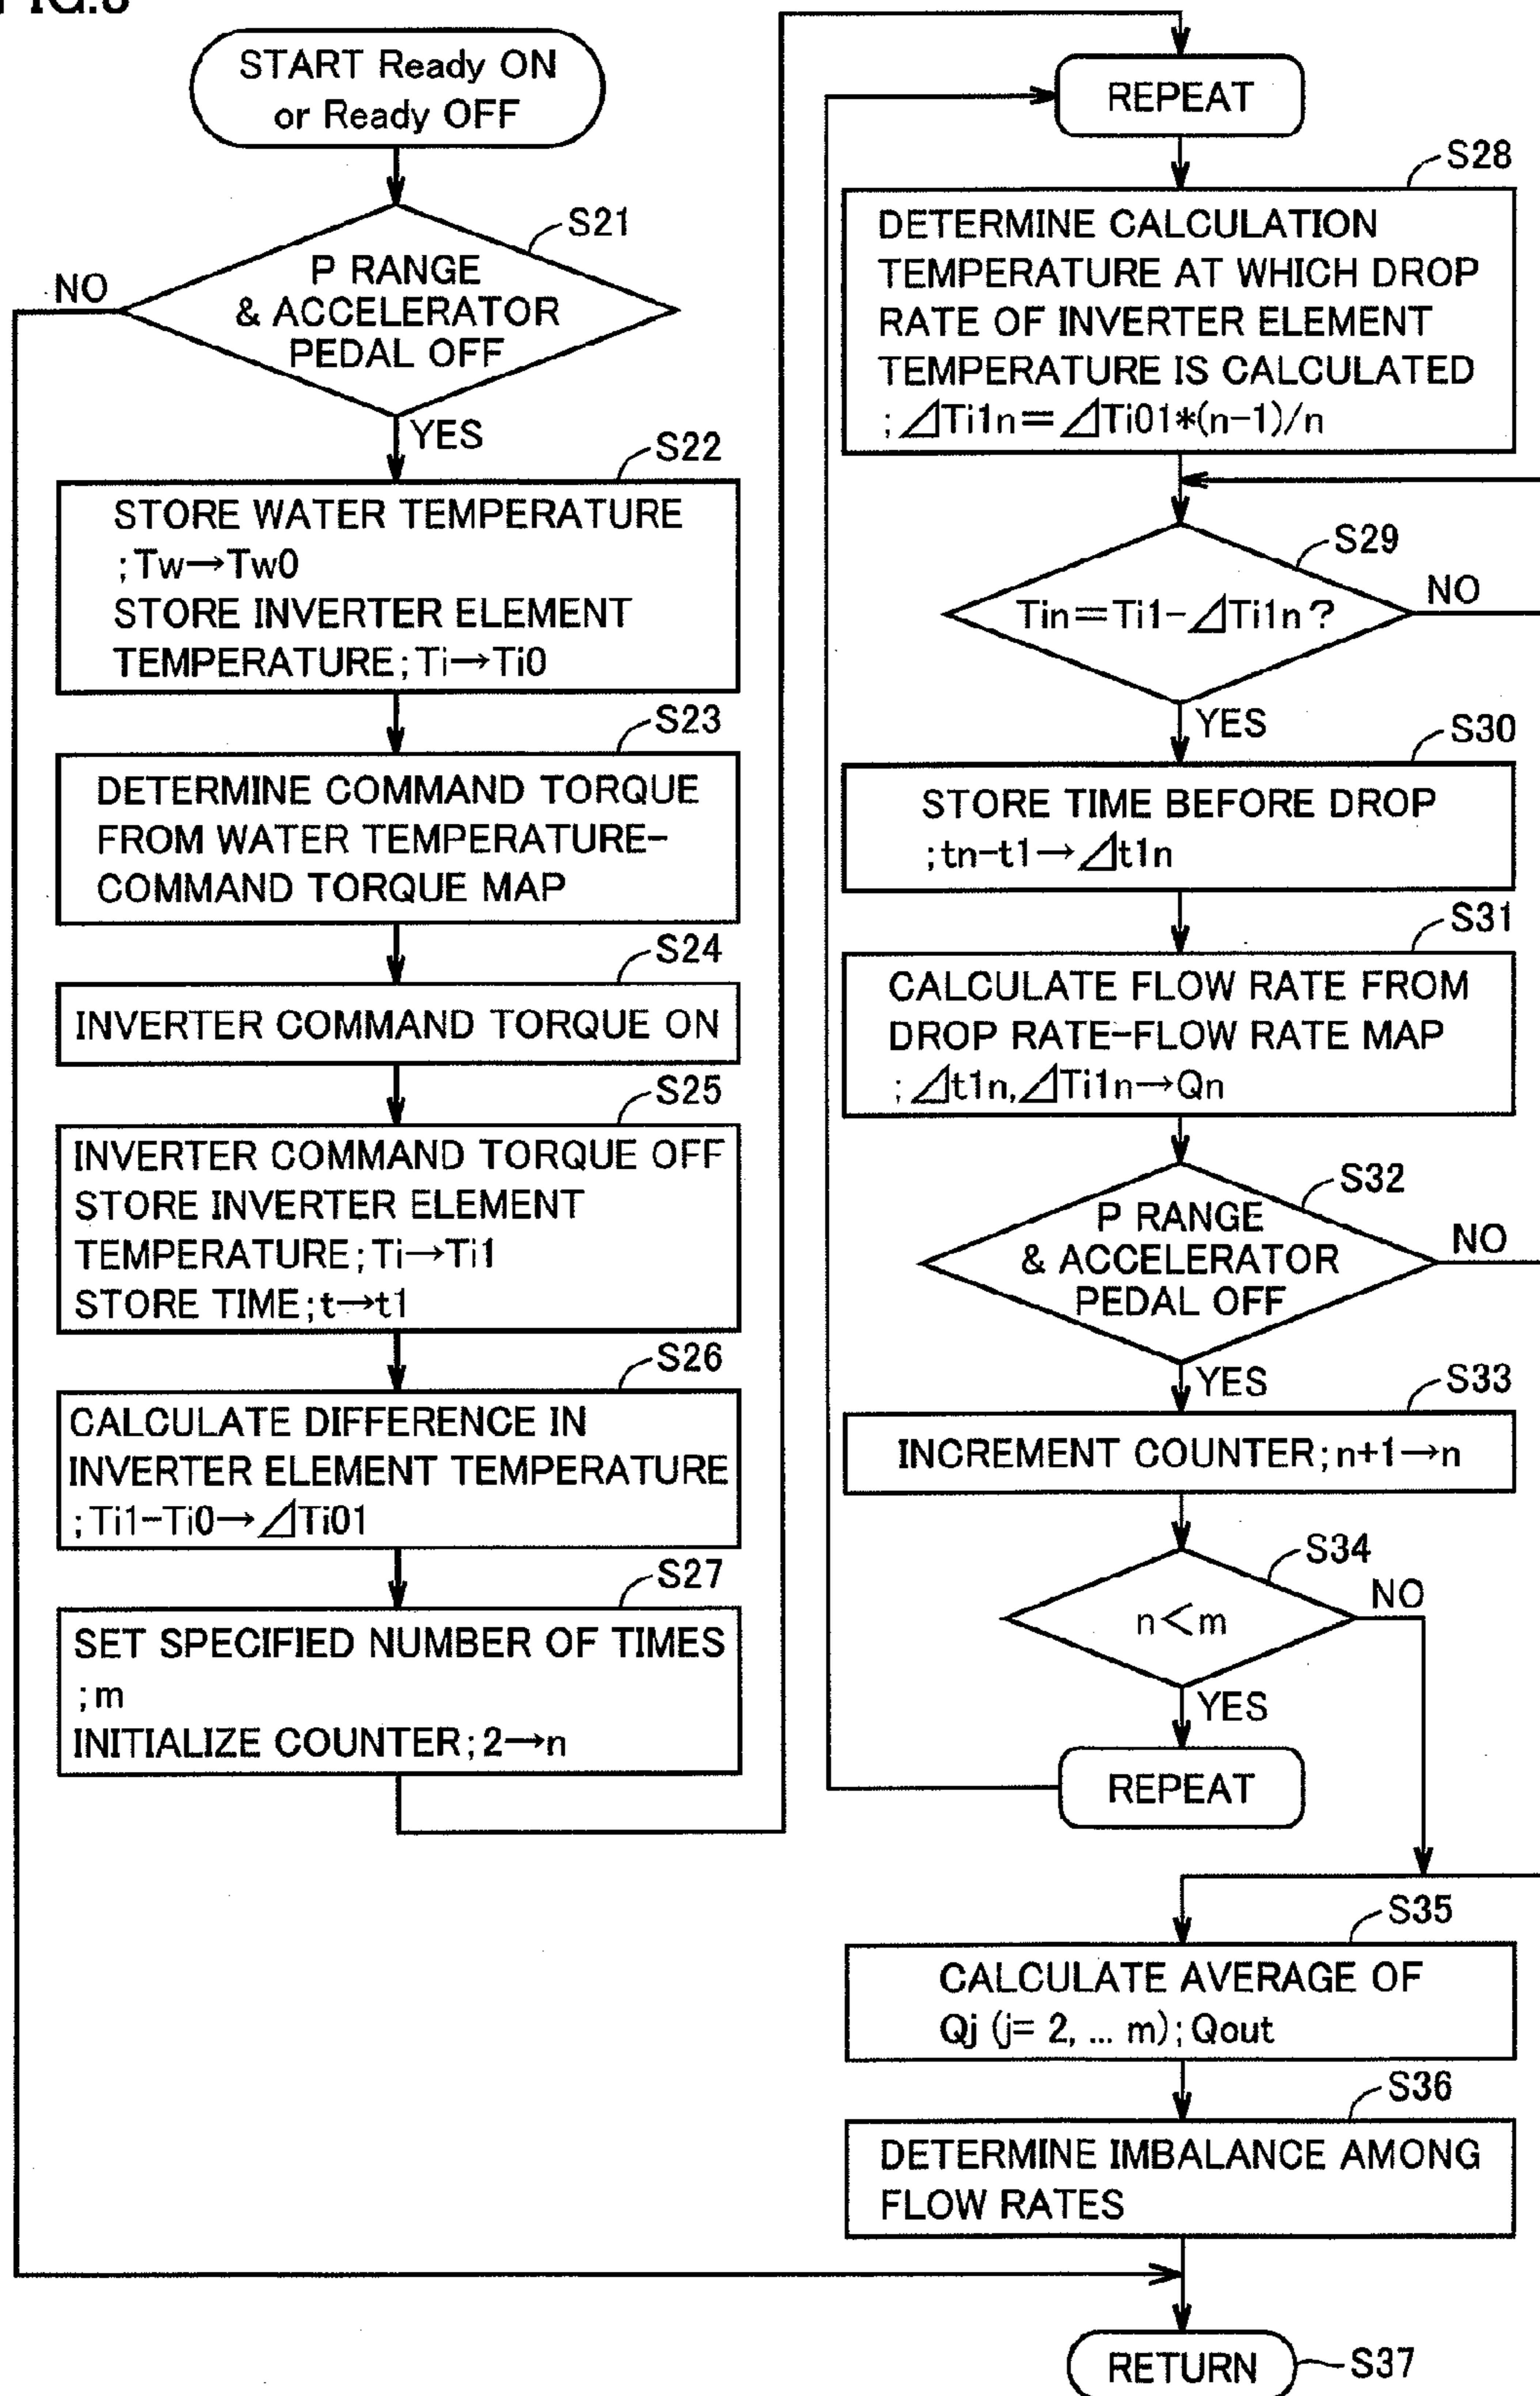 START Ready ON
or Ready OFF
S21
P RANGE
& ACCELERATOR
PEDAL OFF
NO
YES
S22
STORE WATER TEMPERATURE
;Tw→Tw0
STORE INVERTER ELEMENT
TEMPERATURE;Ti→Ti0
S23
DETERMINE COMMAND TORQUE
FROM WATER TEMPERATURE-
COMMAND TORQUE MAP
S24
INVERTER COMMAND TORQUE ON
S25
INVERTER COMMAND TORQUE OFF
STORE INVERTER ELEMENT
TEMPERATURE;Ti→Ti1
STORE TIME;t→t1
S26
CALCULATE DIFFERENCE IN
INVERTER ELEMENT TEMPERATURE
;Ti1-Ti0→⊿Ti01
S27
SET SPECIFIED NUMBER OF TIMES
;m
INITIALIZE COUNTER;2→n
REPEAT
S28
DETERMINE CALCULATION
TEMPERATURE AT WHICH DROP
RATE OF INVERTER ELEMENT
TEMPERATURE IS CALCULATED
;⊿Ti1n=⊿Ti01*(n-1)/n
S29
Tin=Ti1-⊿Ti1n?
NO
YES
S30
STORE TIME BEFORE DROP
;tn-t1→⊿t1n
S31
CALCULATE FLOW RATE FROM
DROP RATE-FLOW RATE MAP
;⊿t1n,⊿Ti1n→Qn
S32
P RANGE
& ACCELERATOR
PEDAL OFF
NO
YES
S33
INCREMENT COUNTER;n+1→n
S34
n<m
NO
YES
REPEAT
S35
CALCULATE AVERAGE OF
Qj (j= 2, ... m);Qout
S36
DETERMINE IMBALANCE AMONG
FLOW RATES
RETURN
S37